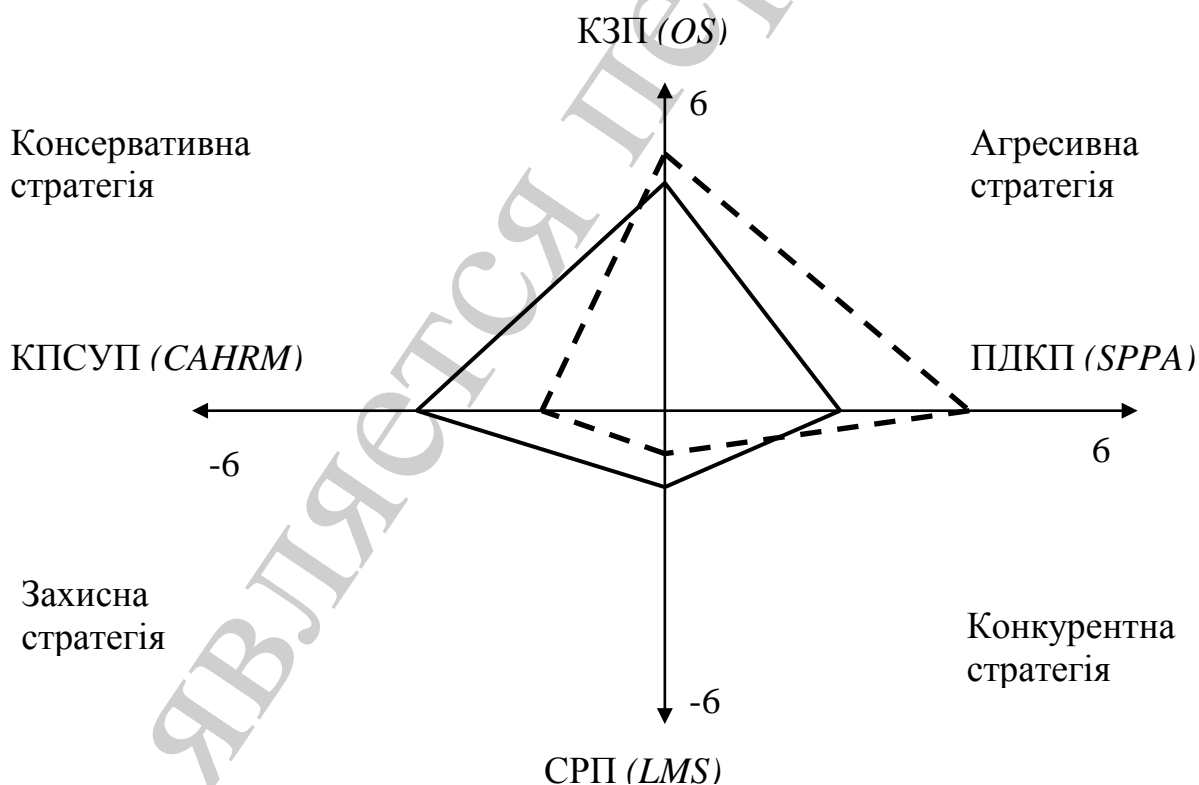 КЗП (OS)
6
Консервативна
стратегія
Агресивна
стратегія
КПСУП (CAHRM)
ПДКП (SPPA)
-6
6
Захисна
стратегія
Конкурентна
стратегія
-6
СРП (LMS)
является